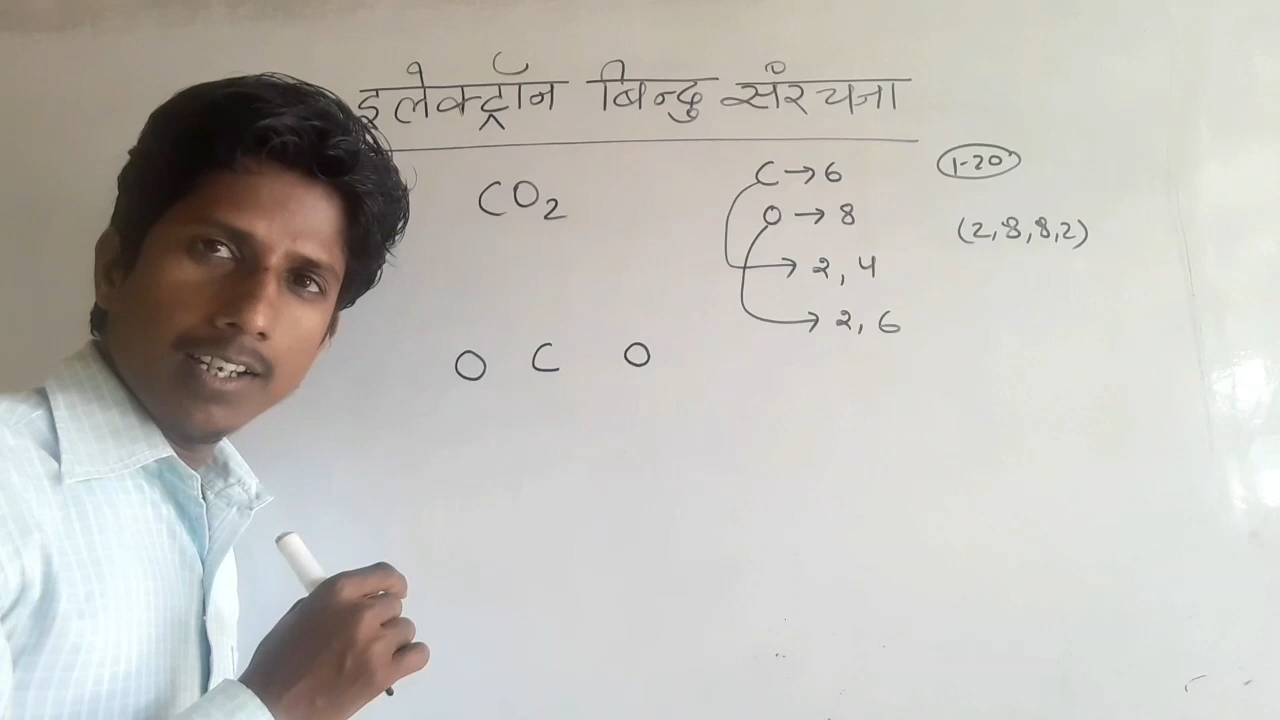 इलेक्ट्रॉन बिन्दु संरचना
CO₂
C → 6
O → 8
→ 2, 4
→ 2, 6
1-20
(2,8,8,2)
O C O